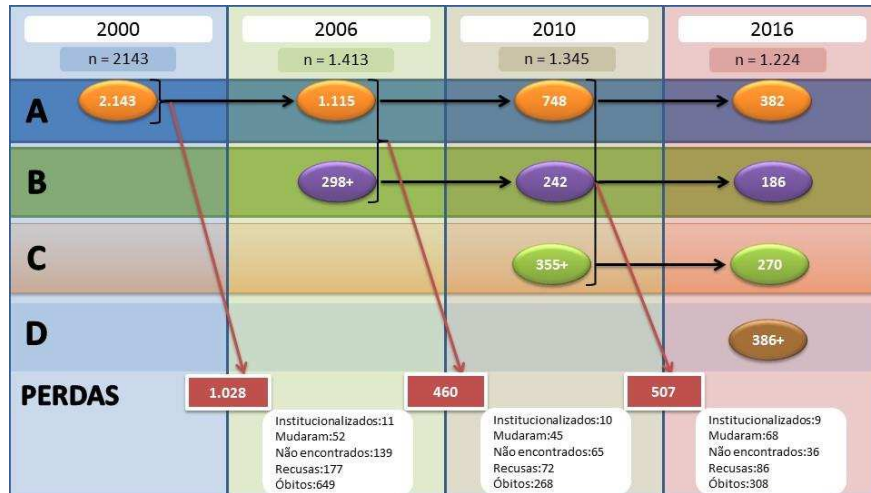 2000 2006 2010 2016
n = 2143 n = 1.413 n = 1.345 n = 1.224
A 2.143 1.115 748 382
B 298+ 242 186
C 355+ 270
D 386+
PERDAS 1.028 460 507
Institucionalizados:11
Mudaram:52
Não encontrados:139
Recusas:177
Óbitos:649
Institucionalizados:10
Mudaram:45
Não encontrados:65
Recusas:72
Óbitos:268
Institucionalizados:9
Mudaram:68
Não encontrados:36
Recusas:86
Óbitos:308